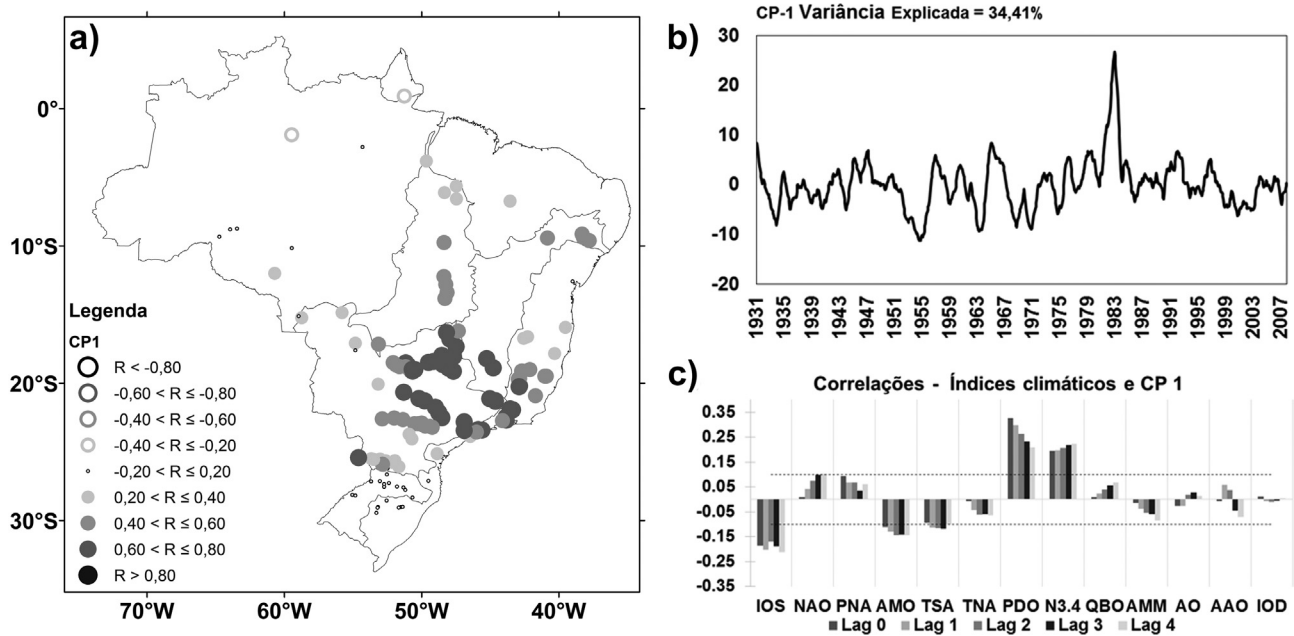 a)
0°
10°S
20°S
30°S
70°W 60°W 50°W 40°W
Legenda
CP1
R < -0,80
-0,60 < R ≤ -0,80
-0,40 < R ≤ -0,60
-0,40 < R ≤ -0,20
-0,20 < R ≤ 0,20
0,20 < R ≤ 0,40
0,40 < R ≤ 0,60
0,60 < R ≤ 0,80
R > 0,80
b)
CP-1 Variância Explicada = 34,41%
30
20
10
0
-10
-20
1931 1935 1939 1943 1947 1951 1955 1959 1963 1967 1971 1975 1979 1983 1987 1991 1995 1999 2003 2007
c)
Correlações - Índices climáticos e CP 1
0.35
0.25
0.15
0.05
-0.05
-0.15
-0.25
-0.35
IOS NAO PNA AMO TSA TNA PDO N3.4 QBO AMM AO AAO IOD
Lag 0 Lag 1 Lag 2 Lag 3 Lag 4